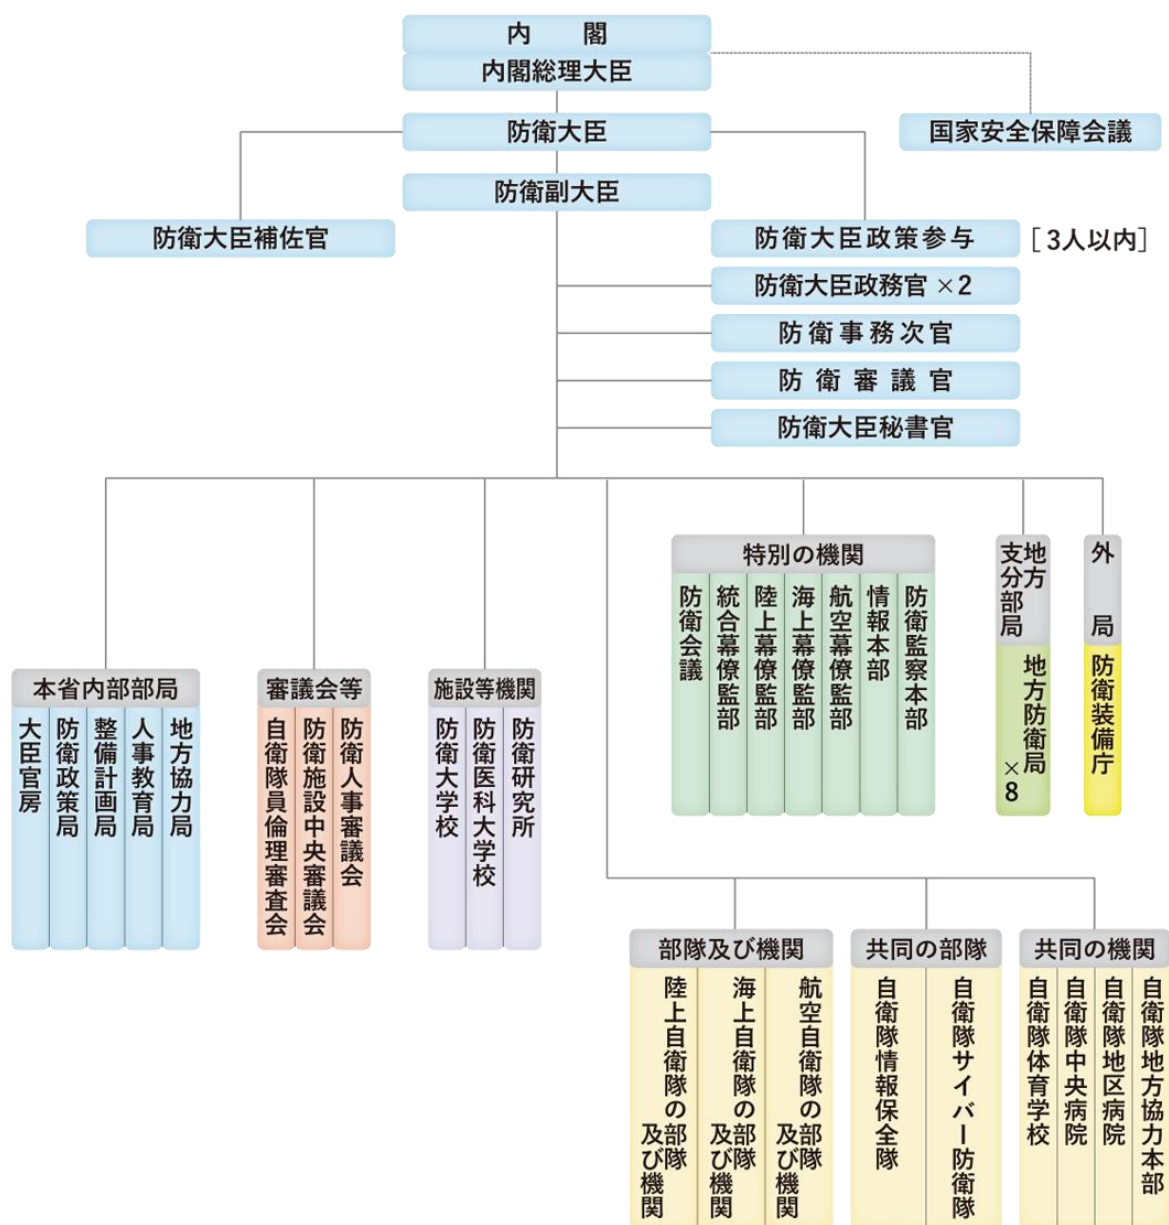 内　　閣
内閣総理大臣
国家安全保障会議
防衛大臣
防衛副大臣
防衛大臣補佐官
防衛大臣政策参与 [3人以内]
防衛大臣政務官 ×2
防衛事務次官
防衛審議官
防衛大臣秘書官
本省内部部局
大臣官房
防衛政策局
整備計画局
人事教育局
地方協力局
審議会等
自衛隊員倫理審査会
防衛施設中央審議会
防衛人事審議会
施設等機関
防衛大学校
防衛医科大学校
防衛研究所
特別の機関
防衛会議
統合幕僚監部
陸上幕僚監部
海上幕僚監部
航空幕僚監部
情報本部
防衛監察本部
地方
支分部局
地方防衛局
×8
外　局
防衛装備庁
部隊及び機関
陸上自衛隊の部隊
及び機関
海上自衛隊の部隊
及び機関
航空自衛隊の部隊
及び機関
共同の部隊
自衛隊情報保全隊
自衛隊サイバー防衛隊
共同の機関
自衛隊体育学校
自衛隊中央病院
自衛隊地区病院
自衛隊地方協力本部